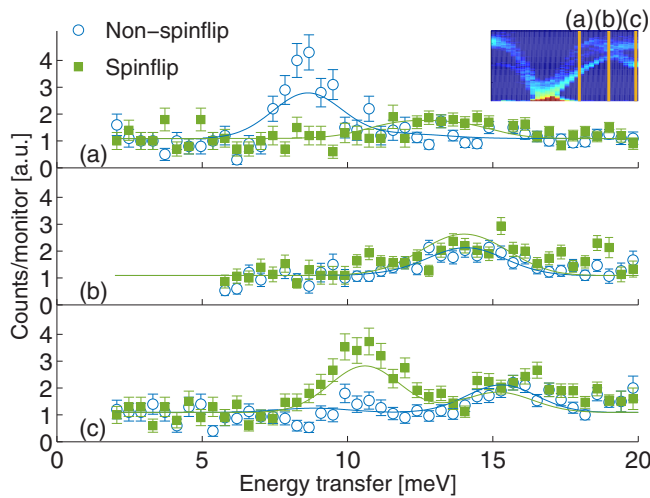 Non−spinflip
Spinflip
(a)(b)(c)
4
3
2
1
0
(a)
4
3
2
1
0
(b)
4
3
2
1
0
(c)
0 5 10 15 20
Energy transfer [meV]
Counts/monitor [a.u.]